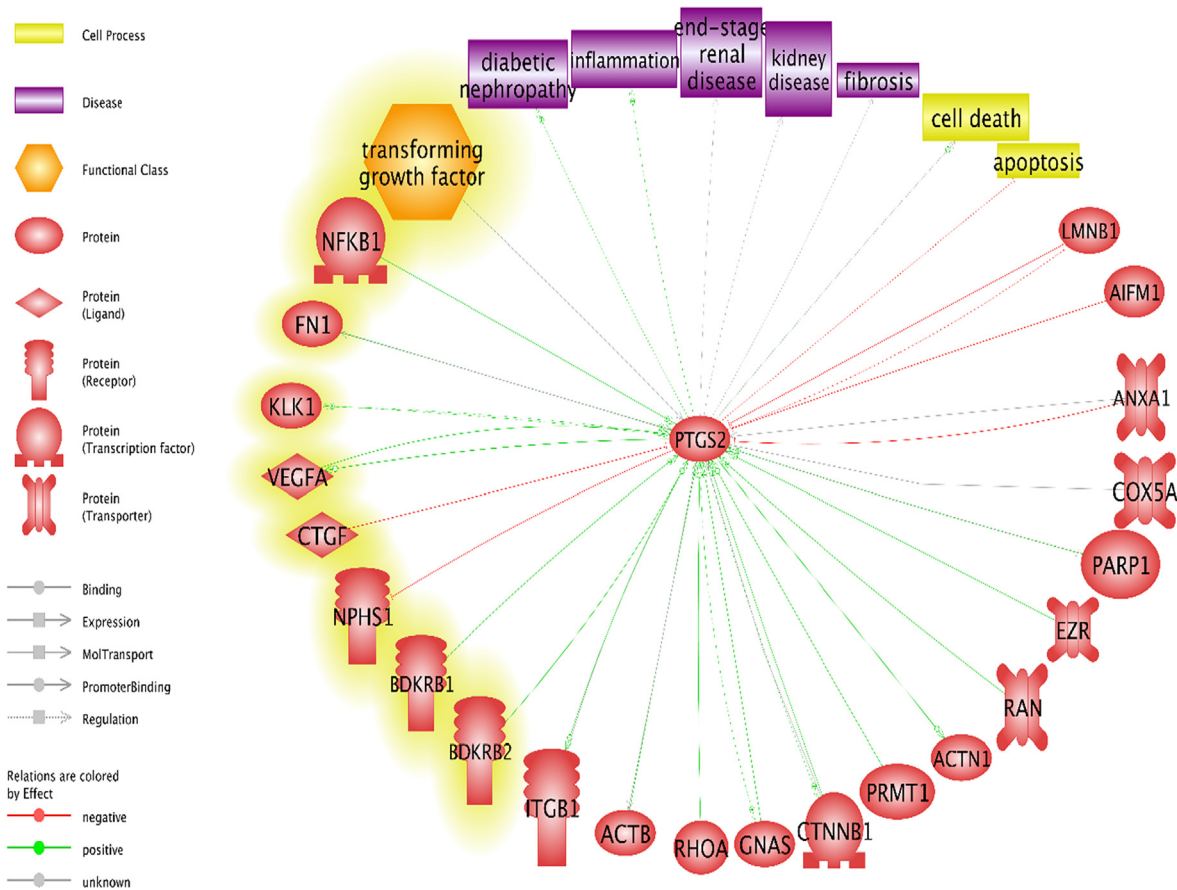 Cell Process
Disease
Functional Class
Protein
Protein
(Ligand)
Protein
(Receptor)
Protein
(Transcription factor)
Protein
(Transporter)
Binding
Expression
MolTransport
PromoterBinding
Regulation
Relations are colored
by Effect
negative
positive
unknown
diabetic
nephropathy
inflammation
end-stage
renal
disease
kidney
disease
fibrosis
cell death
apoptosis
transforming
growth factor
NFKB1
FN1
KLK1
VEGFA
CTGF
NPHS1
BDKRB1
BDKRB2
ITGB1
ACTB
RHOA
GNAS
CTNNB1
PRMT1
ACTN1
RAN
EZR
PARP1
COX5A
ANXA1
AIFM1
LMNB1
PTGS2